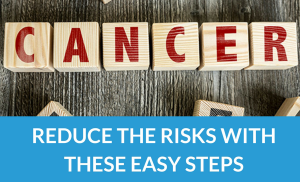 CANCER
REDUCE THE RISKS WITH
THESE EASY STEPS